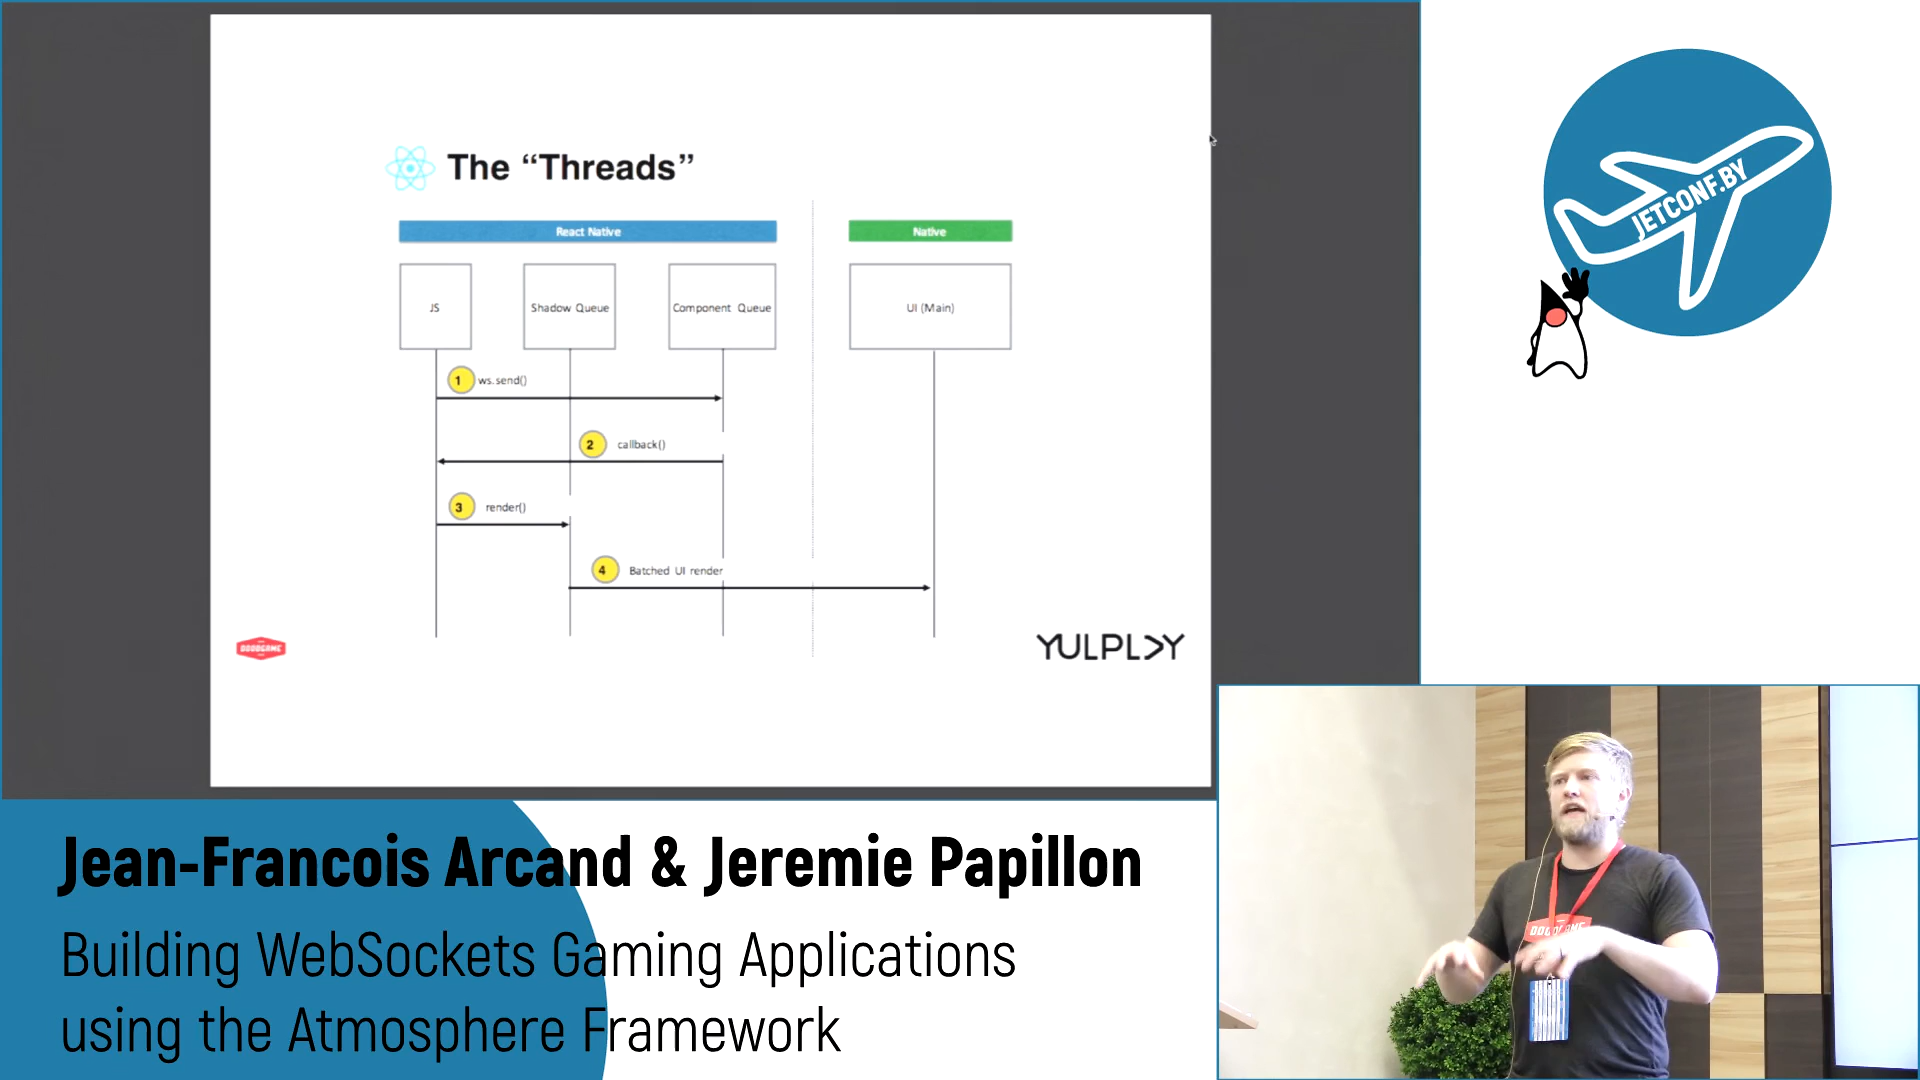 The “Threads”
React Native
Native
JS
Shadow Queue
Component Queue
UI (Main)
1 ws.send()
2 callback()
3 render()
4 Batched UI render
DOODGAME
YULPLAY
JETCONF.BY
Jean-Francois Arcand & Jeremie Papillon
Building WebSockets Gaming Applications
using the Atmosphere Framework